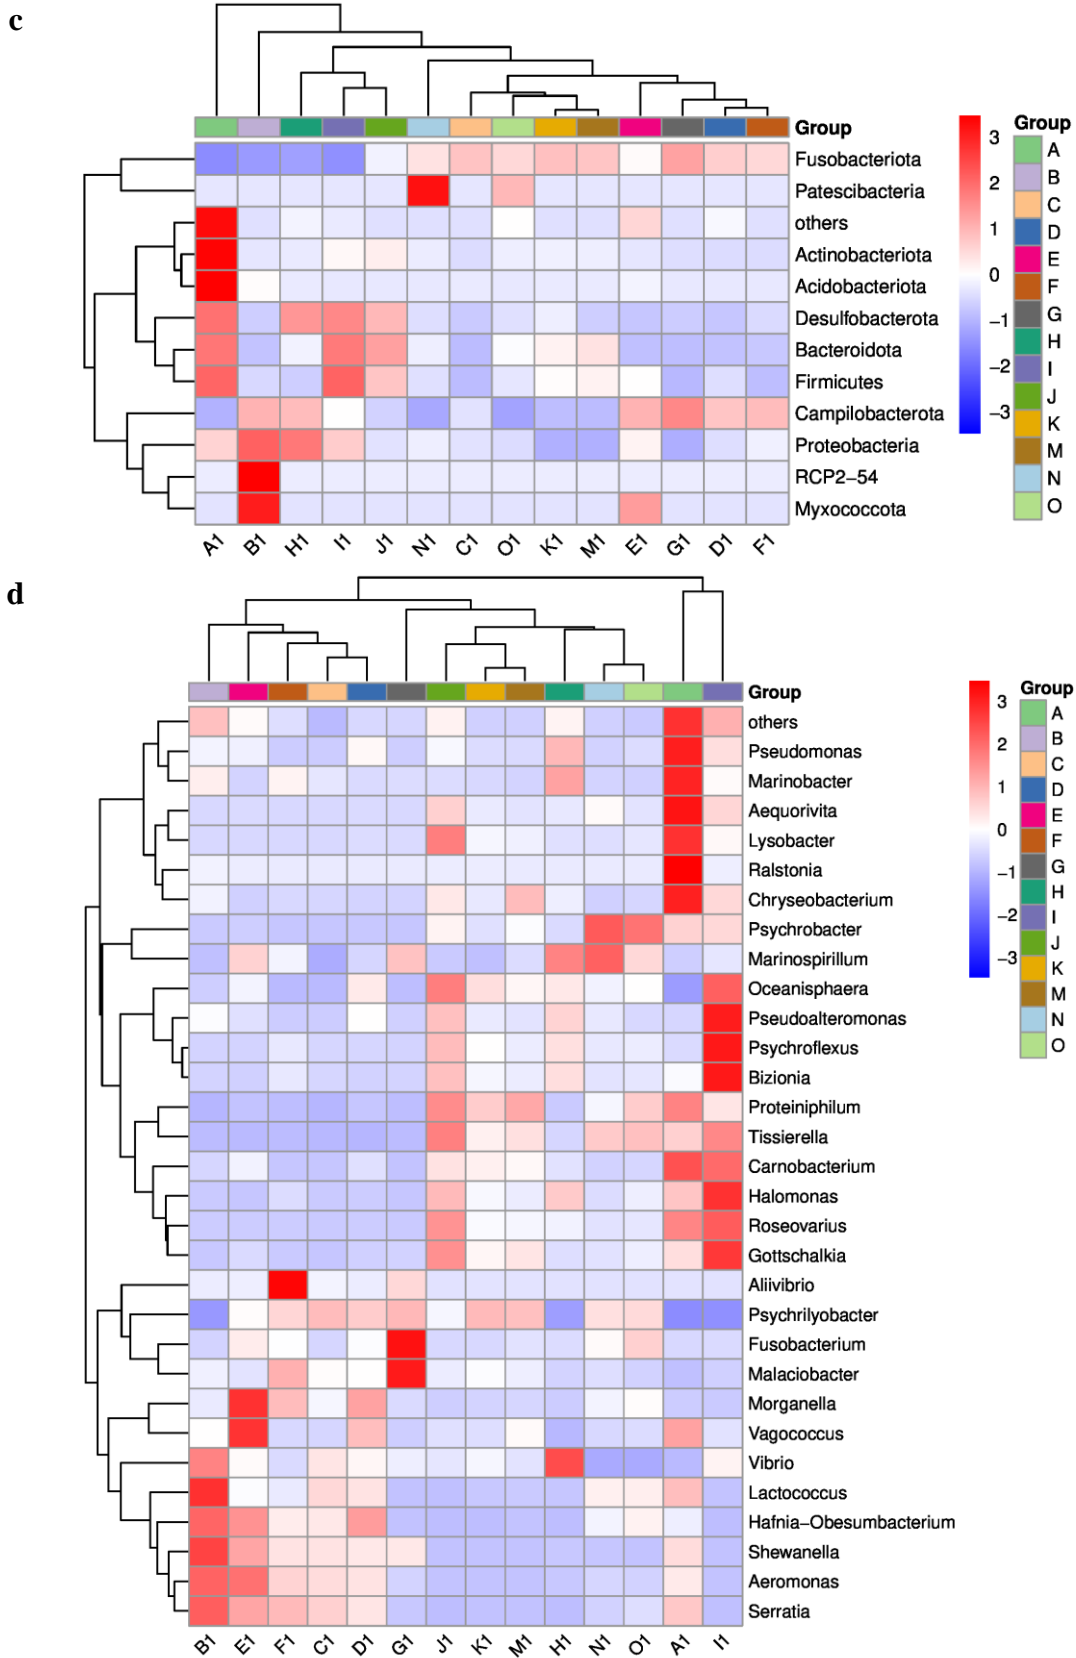 c
Group
Fusobacteriota
Patescibacteria
others
Actinobacteriota
Acidobacteriota
Desulfobacterota
Bacteroidota
Firmicutes
Campilobacterota
Proteobacteria
RCP2−54
Myxococcota
A1 B1 H1 I1 J1 N1 C1 O1 K1 M1 E1 G1 D1 F1
3
2
1
0
−1
−2
−3
Group
A
B
C
D
E
F
G
H
I
J
K
M
N
O
d
Group
others
Pseudomonas
Marinobacter
Aequorivita
Lysobacter
Ralstonia
Chryseobacterium
Psychrobacter
Marinospirillum
Oceanisphaera
Pseudoalteromonas
Psychroflexus
Bizionia
Proteiniphilum
Tissierella
Carnobacterium
Halomonas
Roseovarius
Gottschalkia
Aliivibrio
Psychrilyobacter
Fusobacterium
Malaciobacter
Morganella
Vagococcus
Vibrio
Lactococcus
Hafnia−Obesumbacterium
Shewanella
Aeromonas
Serratia
B1 E1 F1 C1 D1 G1 J1 K1 M1 H1 N1 O1 A1 I1
3
2
1
0
−1
−2
−3
Group
A
B
C
D
E
F
G
H
I
J
K
M
N
O